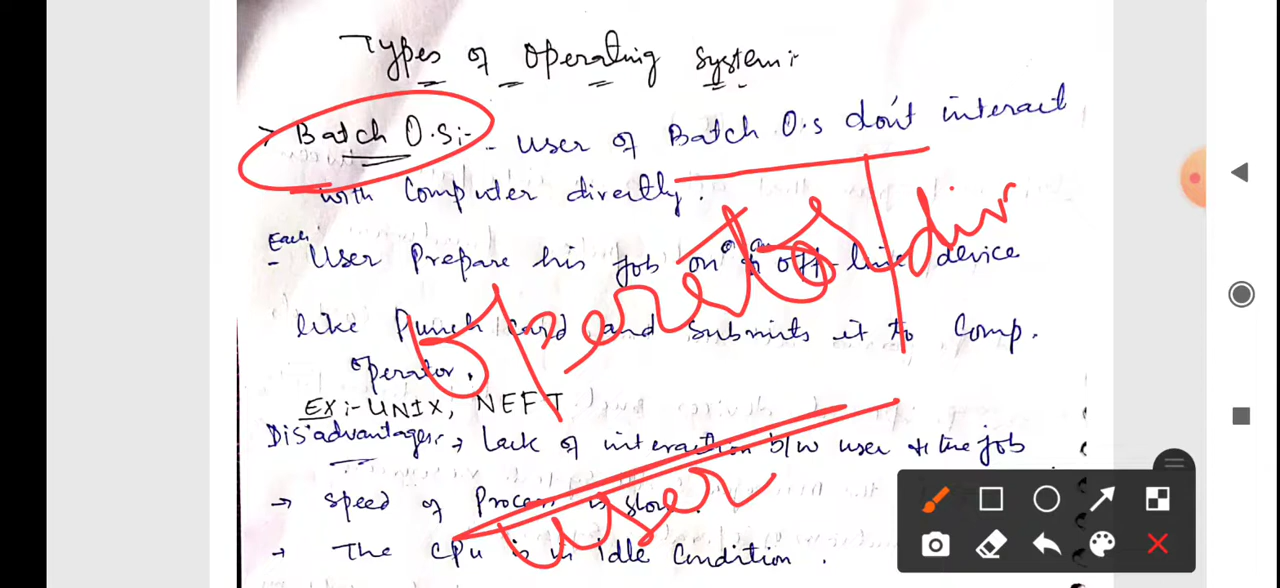 Types of Operating System:
Batch O.S:- - User of Batch O.S don't interact
with Computer directly.
Each
- User Prepare his job on an off-line device
like Punch card and submits it to Comp.
operator.
Ex:- UNIX, NEFT
Disadvantages:→ Lack of interaction b/w user & the job
→ Speed of Process is slow.
→ The CPU is in idle Condition.
Operator/dir
User